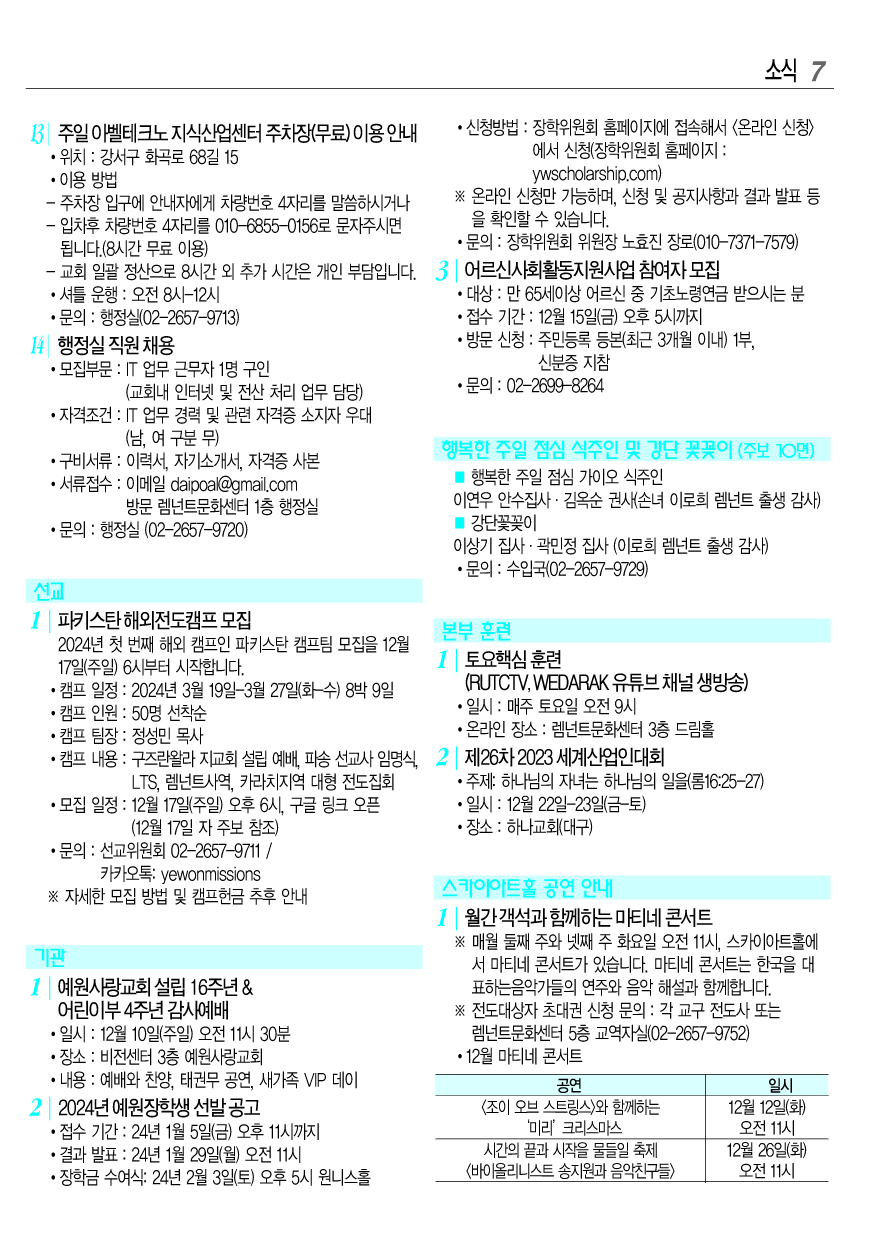 소식 7
13 | 주일 아벨테크노 지식산업센터 주차장(무료) 이용 안내
• 위치 : 강서구 화곡로 68길 15
• 이용 방법
- 주차장 입구에 안내자에게 차량번호 4자리를 말씀하시거나
- 입차후 차량번호 4자리를 010-6855-0156로 문자주시면
됩니다.(8시간 무료 이용)
- 교회 일괄 정산으로 8시간 외 추가 시간은 개인 부담입니다.
• 셔틀 운행 : 오전 8시-12시
• 문의 : 행정실(02-2657-9713)
14 | 행정실 직원 채용
• 모집부문 : IT 업무 근무자 1명 구인
(교회내 인터넷 및 전산 처리 업무 담당)
• 자격조건 : IT 업무 경력 및 관련 자격증 소지자 우대
(남, 여 구분 무)
• 구비서류 : 이력서, 자기소개서, 자격증 사본
• 서류접수 : 이메일 daipoal@gmail.com
방문 렘넌트문화센터 1층 행정실
• 문의 : 행정실 (02-2657-9720)
선교
1 | 파키스탄 해외전도캠프 모집
2024년 첫 번째 해외 캠프인 파키스탄 캠프팀 모집을 12월
17일(주일) 6시부터 시작합니다.
• 캠프 일정 : 2024년 3월 19일-3월 27일(화-수) 8박 9일
• 캠프 인원 : 50명 선착순
• 캠프 팀장 : 정성민 목사
• 캠프 내용 : 구즈란왈라 지교회 설립 예배, 파송 선교사 임명식,
LTS, 렘넌트사역, 카라치지역 대형 전도집회
• 모집 일정 : 12월 17일(주일) 오후 6시, 구글 링크 오픈
(12월 17일 자 주보 참조)
• 문의 : 선교위원회 02-2657-9711 /
카카오톡: yewonmissions
※ 자세한 모집 방법 및 캠프헌금 추후 안내
기관
1 | 예원사랑교회 설립 16주년 &
어린이부 4주년 감사예배
• 일시 : 12월 10일(주일) 오전 11시 30분
• 장소 : 비전센터 3층 예원사랑교회
• 내용 : 예배와 찬양, 태권무 공연, 새가족 VIP 데이
2 | 2024년 예원장학생 선발 공고
• 접수 기간 : 24년 1월 5일(금) 오후 11시까지
• 결과 발표 : 24년 1월 29일(월) 오전 11시
• 장학금 수여식: 24년 2월 3일(토) 오후 5시 원니스홀
• 신청방법 : 장학위원회 홈페이지에 접속해서 〈온라인 신청〉
에서 신청(장학위원회 홈페이지 :
ywscholarship.com)
※ 온라인 신청만 가능하며, 신청 및 공지사항과 결과 발표 등
을 확인할 수 있습니다.
• 문의 : 장학위원회 위원장 노효진 장로(010-7371-7579)
3 | 어르신사회활동지원사업 참여자 모집
• 대상 : 만 65세이상 어르신 중 기초노령연금 받으시는 분
• 접수 기간 : 12월 15일(금) 오후 5시까지
• 방문 신청 : 주민등록 등본(최근 3개월 이내) 1부,
신분증 지참
• 문의 : 02-2699-8264
행복한 주일 점심 식주인 및 강단 꽃꽂이 (주보 10면)
■ 행복한 주일 점심 가이오 식주인
이연우 안수집사 · 김옥순 권사(손녀 이로희 렘넌트 출생 감사)
■ 강단꽃꽂이
이상기 집사 · 곽민정 집사 (이로희 렘넌트 출생 감사)
• 문의 : 수입국(02-2657-9729)
본부 훈련
1 | 토요핵심 훈련
(RUTCTV, WEDARAK 유튜브 채널 생방송)
• 일시 : 매주 토요일 오전 9시
• 온라인 장소 : 렘넌트문화센터 3층 드림홀
2 | 제26차 2023 세계산업인대회
• 주제: 하나님의 자녀는 하나님의 일을(롬16:25-27)
• 일시 : 12월 22일-23일(금-토)
• 장소 : 하나교회(대구)
스카이아트홀 공연 안내
1 | 월간 객석과 함께하는 마티네 콘서트
※ 매월 둘째 주와 넷째 주 화요일 오전 11시, 스카이아트홀에
서 마티네 콘서트가 있습니다. 마티네 콘서트는 한국을 대
표하는음악가들의 연주와 음악 해설과 함께합니다.
※ 전도대상자 초대권 신청 문의 : 각 교구 전도사 또는
렘넌트문화센터 5층 교역자실(02-2657-9752)
• 12월 마티네 콘서트
공연 일시
〈조이 오브 스트링스〉와 함께하는 12월 12일(화)
‘미리’ 크리스마스 오전 11시
시간의 끝과 시작을 물들일 축제 12월 26일(화)
〈바이올리니스트 송지원과 음악친구들〉 오전 11시